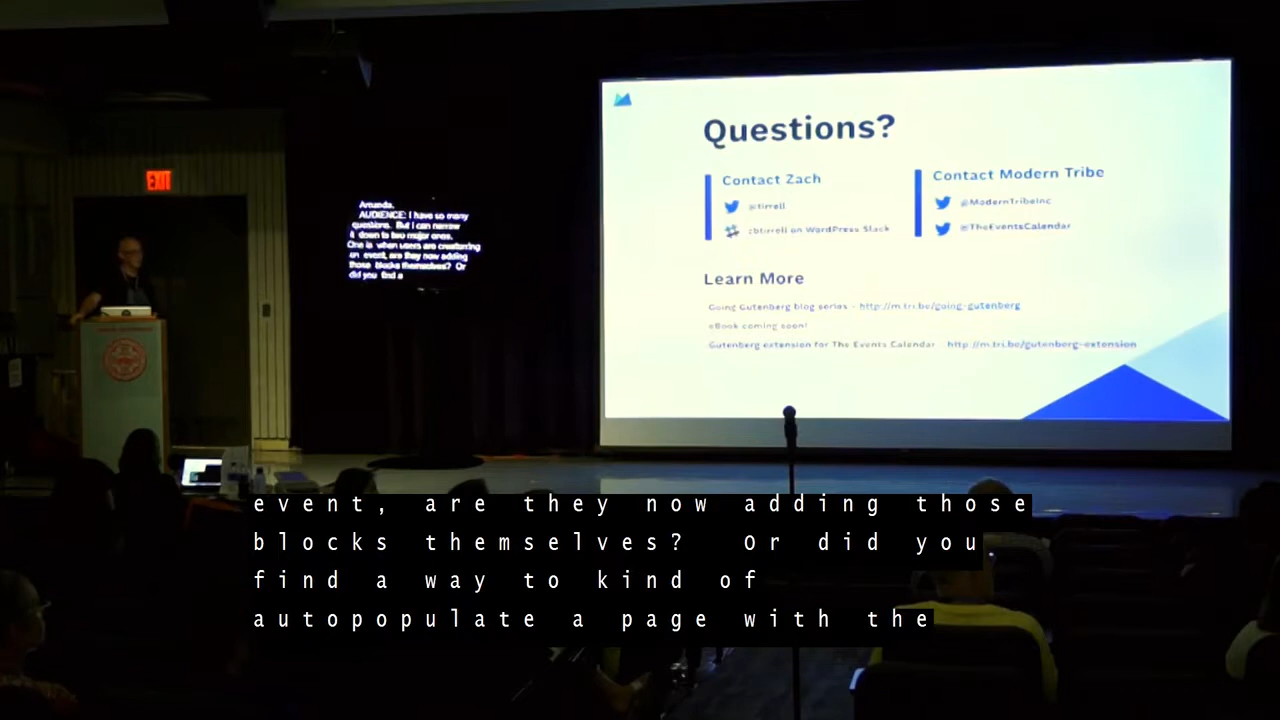 EXIT
Amanda.
AUDIENCE: I have so many
questions. But I can narrow
it down to two major ones.
One is when users are createrring
an event, are they now adding
those blocks themselves? Or
did you find a
Questions?
Contact Zach
@tirrell
zbtirrell on WordPress Slack
Contact Modern Tribe
@ModernTribeInc
@TheEventsCalendar
Learn More
Going Gutenberg blog series - http://m.tri.be/going-gutenberg
eBook coming soon!
Gutenberg extension for The Events Calendar - http://m.tri.be/gutenberg-extension
event, are they now adding those
blocks themselves? Or did you
find a way to kind of
autopopulate a page with the